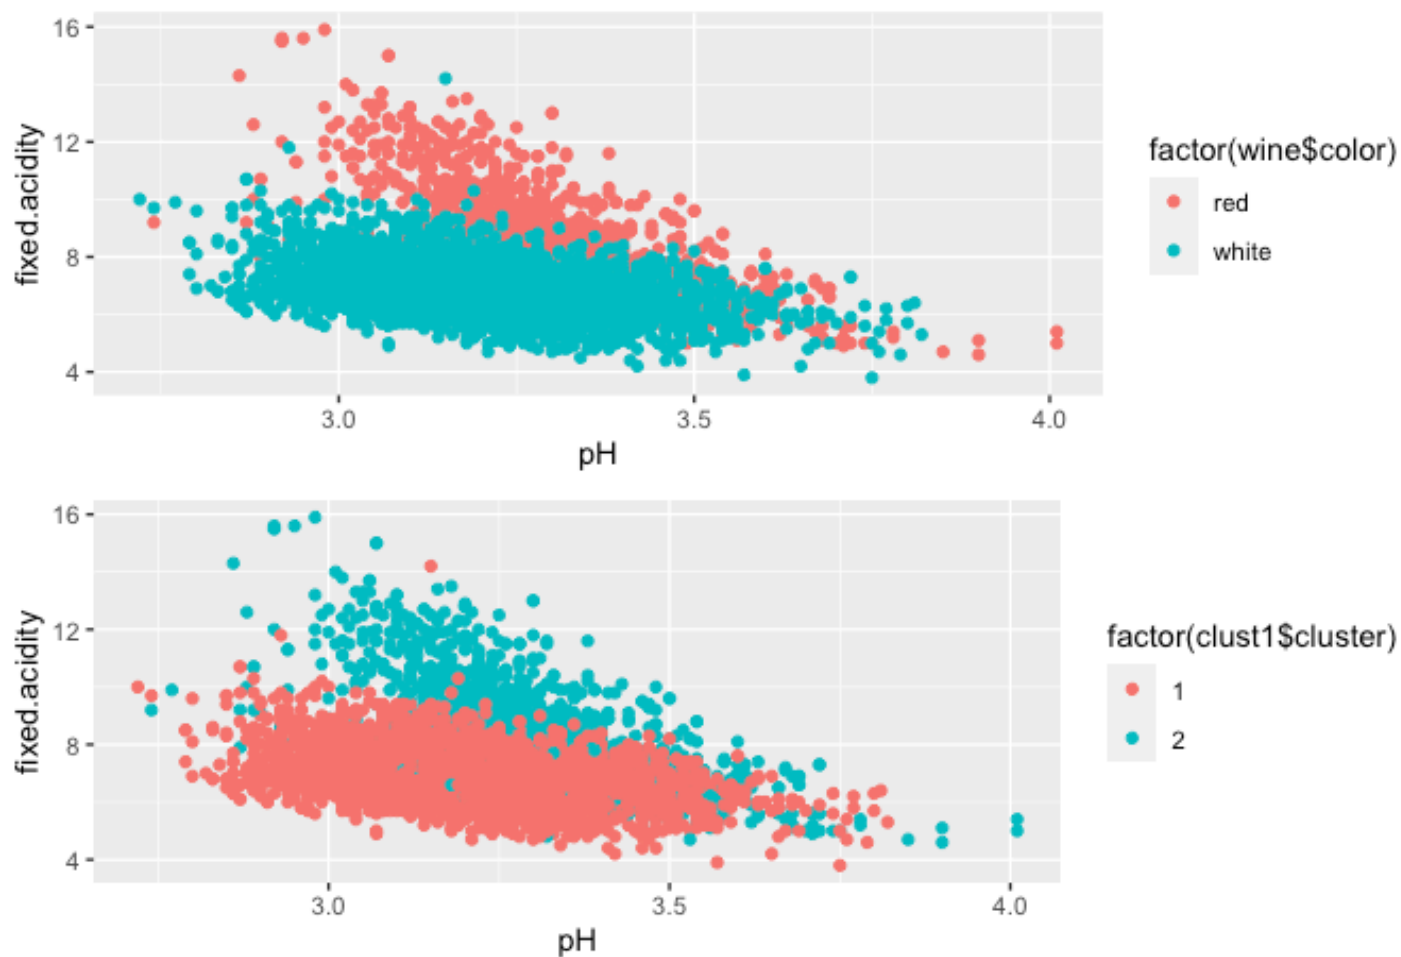 16
12
8
4
fixed.acidity
3.0 3.5 4.0
pH
factor(wine$color)
red
white
16
12
8
4
fixed.acidity
3.0 3.5 4.0
pH
factor(clust1$cluster)
1
2